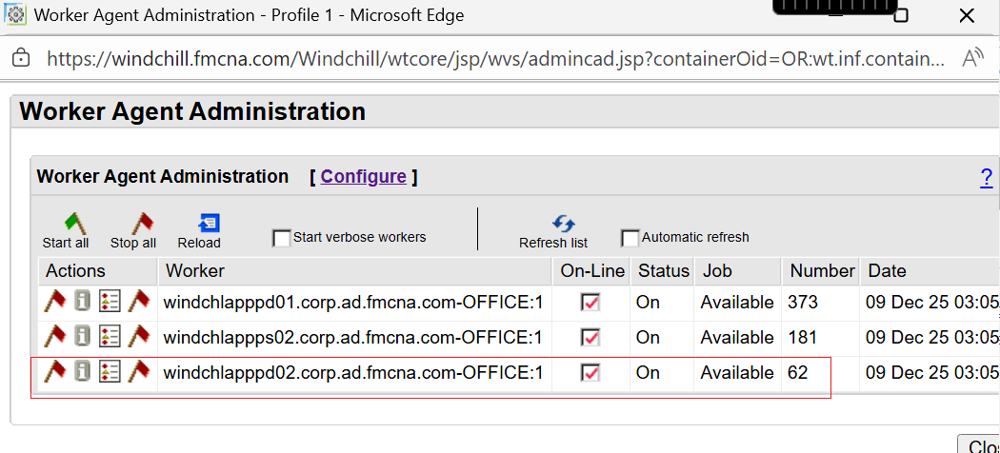 Worker Agent Administration - Profile 1 - Microsoft Edge
https://windchill.fmcna.com/Windchill/wtcore/jsp/wvs/admincad.jsp?containerOid=OR:wt.inf.contain...
Worker Agent Administration
Worker Agent Administration [ Configure ] ?
Start all Stop all Reload Start verbose workers Refresh list Automatic refresh
Actions Worker On-Line Status Job Number Date
windchlapppd01.corp.ad.fmcna.com-OFFICE:1 On Available 373 09 Dec 25 03:05
windchlappps02.corp.ad.fmcna.com-OFFICE:1 On Available 181 09 Dec 25 03:05
windchlapppd02.corp.ad.fmcna.com-OFFICE:1 On Available 62 09 Dec 25 03:05